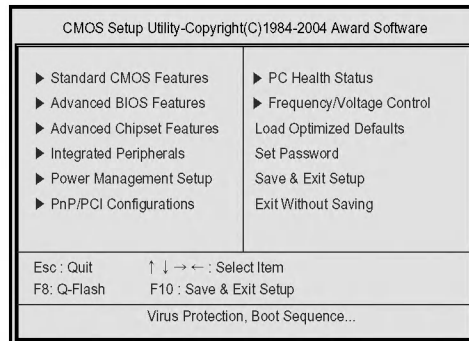 CMOS Setup Utility-Copyright(C)1984-2004 Award Software
▶ Standard CMOS Features
▶ Advanced BIOS Features
▶ Advanced Chipset Features
▶ Integrated Peripherals
▶ Power Management Setup
▶ PnP/PCI Configurations
▶ PC Health Status
▶ Frequency/Voltage Control
Load Optimized Defaults
Set Password
Save & Exit Setup
Exit Without Saving
Esc : Quit ↑ ↓ → ← : Select Item
F8: Q-Flash F10 : Save & Exit Setup
Virus Protection, Boot Sequence...